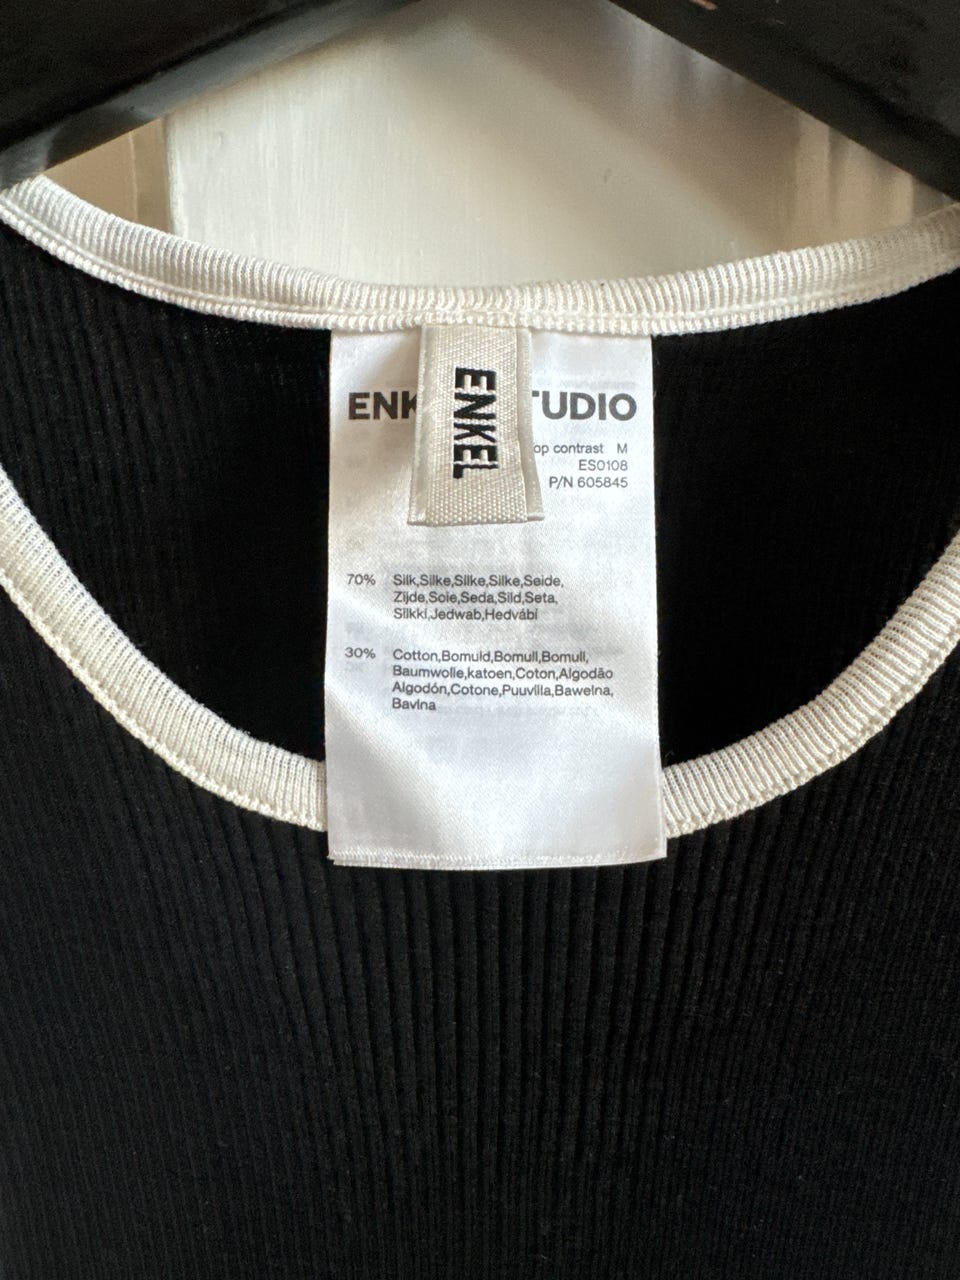 ENKEL
ENK TUDIO
op contrast M
ES0108
P/N 605845
70% Silk,Silke,Silke,Silke,Seide,
Zijde,Soie,Seda,Sild,Seta,
Silkki,Jedwab,Hedvábí
30% Cotton,Bomuld,Bomull,Bomull,
Baumwolle,katoen,Coton,Algodão
Algodón,Cotone,Puuvilla,Bawelna,
Bavlna